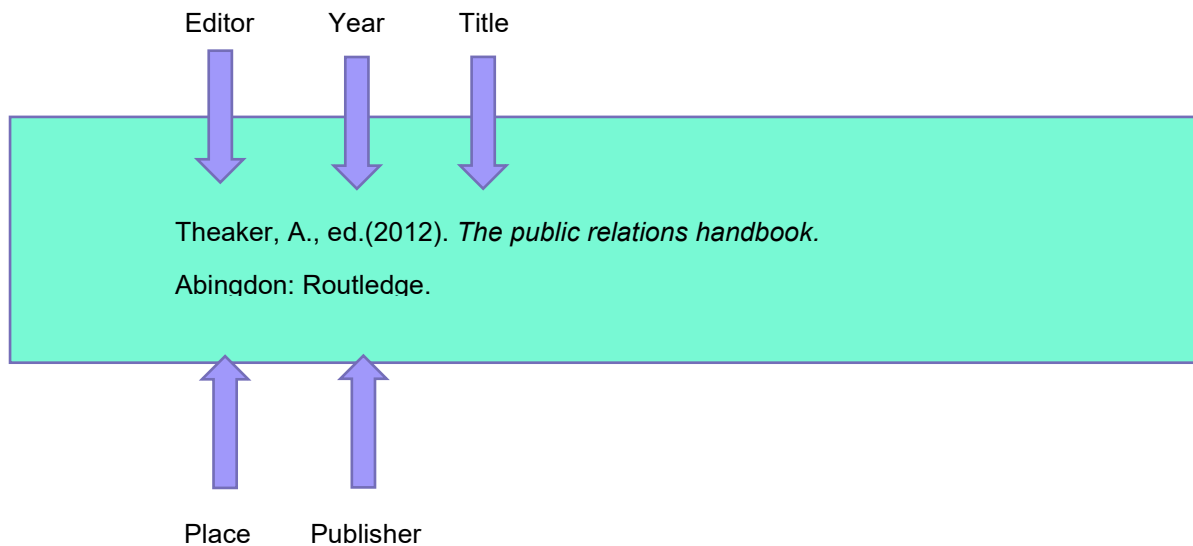 Editor Year Title
Theaker, A., ed.(2012). The public relations handbook.
Abingdon: Routledge.
Place Publisher